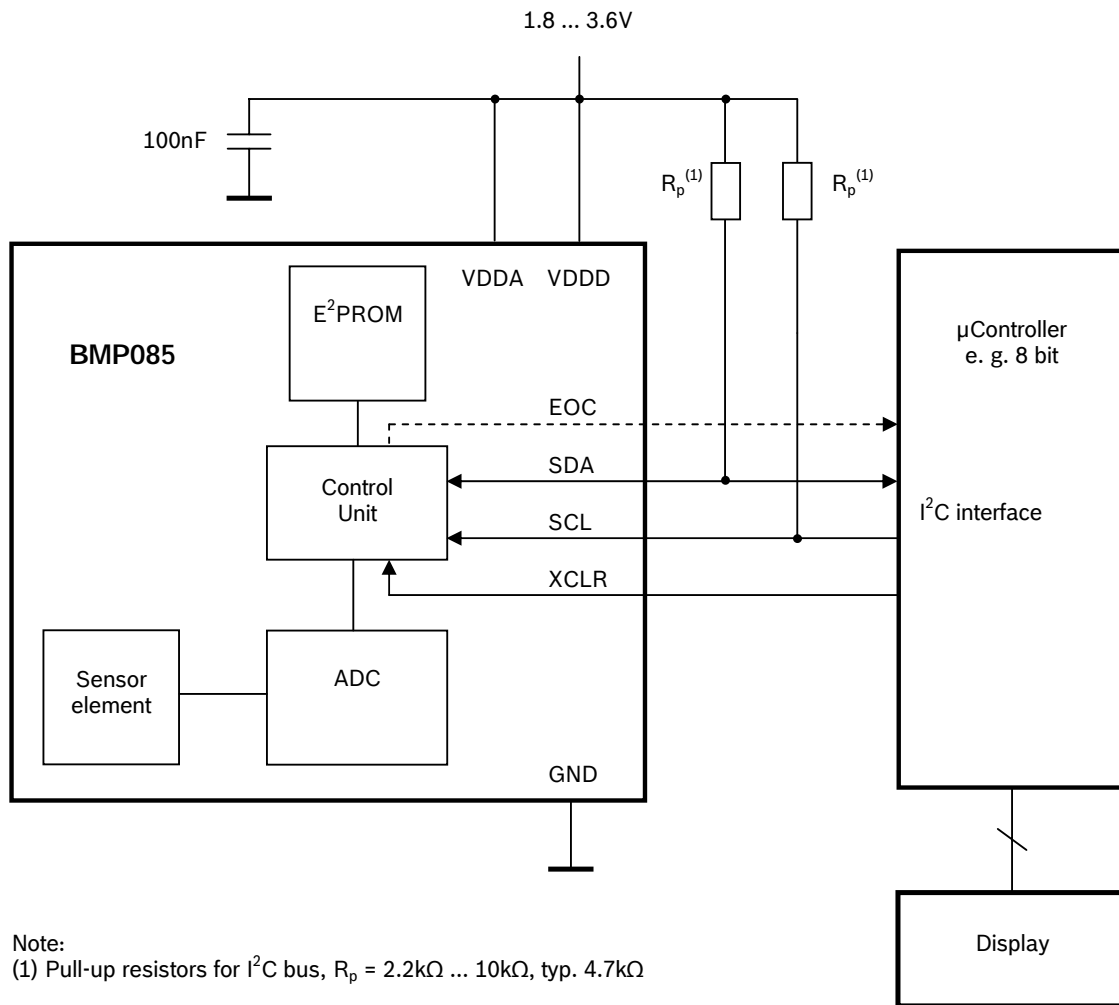 1.8 ... 3.6V
100nF
Rp(1)
Rp(1)
VDDA
VDDD
E2PROM
BMP085
µController
e. g. 8 bit
EOC
SDA
Control
Unit
SCL
I2C interface
XCLR
Sensor
element
ADC
GND
Display
Note:
(1) Pull-up resistors for I2C bus, Rp = 2.2kΩ ... 10kΩ, typ. 4.7kΩ